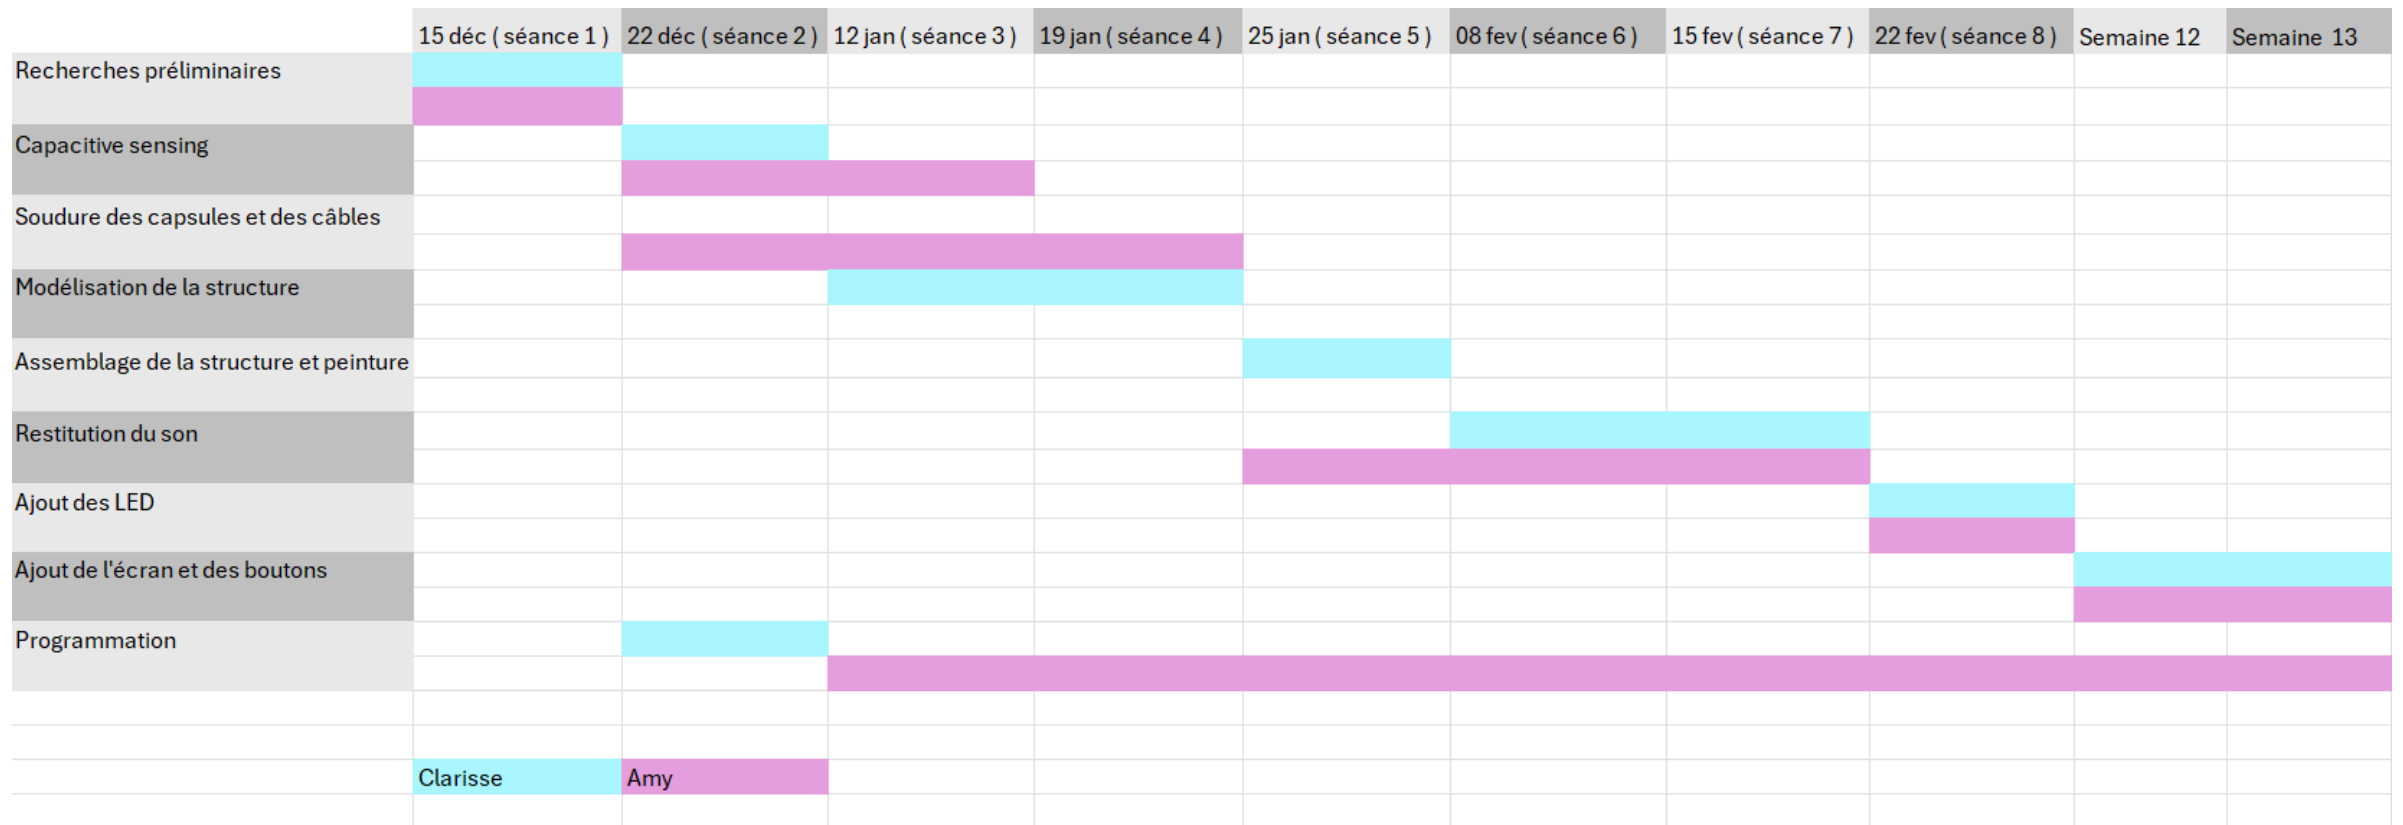 15 déc ( séance 1 ) 22 déc ( séance 2 ) 12 jan ( séance 3 ) 19 jan ( séance 4 ) 25 jan ( séance 5 ) 08 fev ( séance 6 ) 15 fev ( séance 7 ) 22 fev ( séance 8 ) Semaine 12 Semaine 13
Recherches préliminaires
Capacitive sensing
Soudure des capsules et des câbles
Modélisation de la structure
Assemblage de la structure et peinture
Restitution du son
Ajout des LED
Ajout de l'écran et des boutons
Programmation
Clarisse Amy